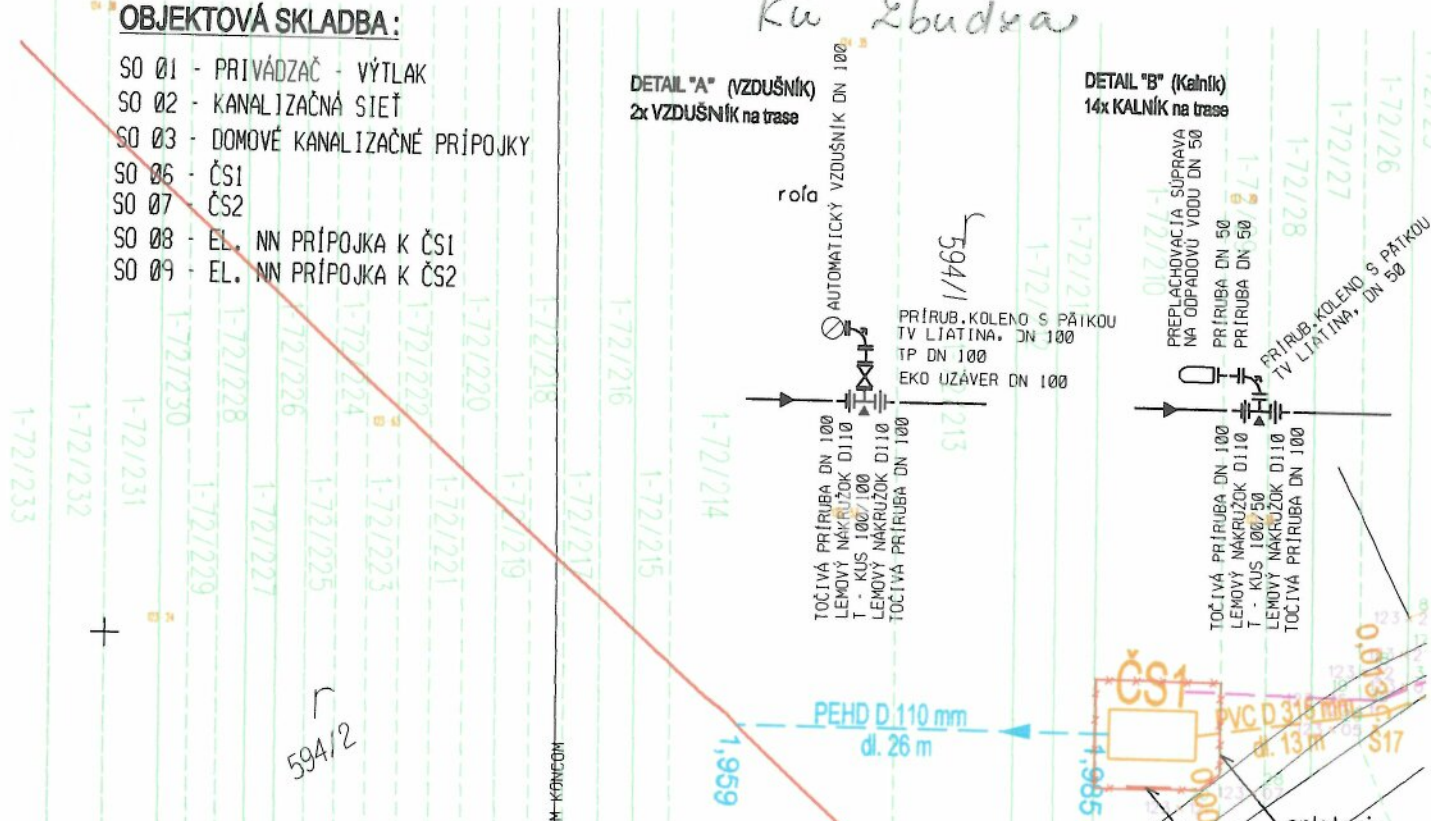 OBJEKTOVÁ SKLADBA :
SO 01 - PRIVÁDZAČ - VÝTLAK
SO 02 - KANALIZAČNÁ SIEŤ
SO 03 - DOMOVÉ KANALIZAČNÉ PRÍPOJKY
SO 06 - ČS1
SO 07 - ČS2
SO 08 - EL. NN PRÍPOJKA K ČS1
SO 09 - EL. NN PRÍPOJKA K ČS2
Ku Zbudza
DETAIL "A" (VZDUŠNÍK)
2x VZDUŠNÍK na trase
roľa
AUTOMATICKÝ VZDUŠNÍK DN 100
594/1
PRÍRUB.KOLENO S PÄTKOU
TV LIATINA, DN 100
TP DN 100
EKO UZÁVER DN 100
TOČIVÁ PRÍRUBA DN 100
LEMOVÝ NÁKRUŽOK D110
T - KUS 100/100
LEMOVÝ NÁKRUŽOK D110
TOČIVÁ PRÍRUBA DN 100
DETAIL "B" (Kalník)
14x KALNÍK na trase
PREPLACHOVACIA SÚPRAVA
NA ODPADOVÚ VODU DN 50
PRÍRUBA DN 50
PRÍRUBA DN 50
PRÍRUB.KOLENO S PÄTKOU
TV LIATINA, DN 50
TOČIVÁ PRÍRUBA DN 100
LEMOVÝ NÁKRUŽOK D110
T - KUS 100/50
LEMOVÝ NÁKRUŽOK D110
TOČIVÁ PRÍRUBA DN 100
1-72/233
1-72/232
1-72/231
1-72/230
1-72/229
1-72/228
1-72/227
1-72/226
1-72/225
1-72/224
1-72/223
1-72/222
1-72/221
1-72/220
1-72/219
1-72/218
1-72/217
1-72/216
1-72/215
1-72/214
1-72/210
1-72/28
1-72/27
1-72/26
594/2
M KONCOM
1,959
PEHD D 110 mm
dl. 26 m
ČS1
1,985
PVC D 315 mm
dl. 13 m
Š17
0,013
0,00